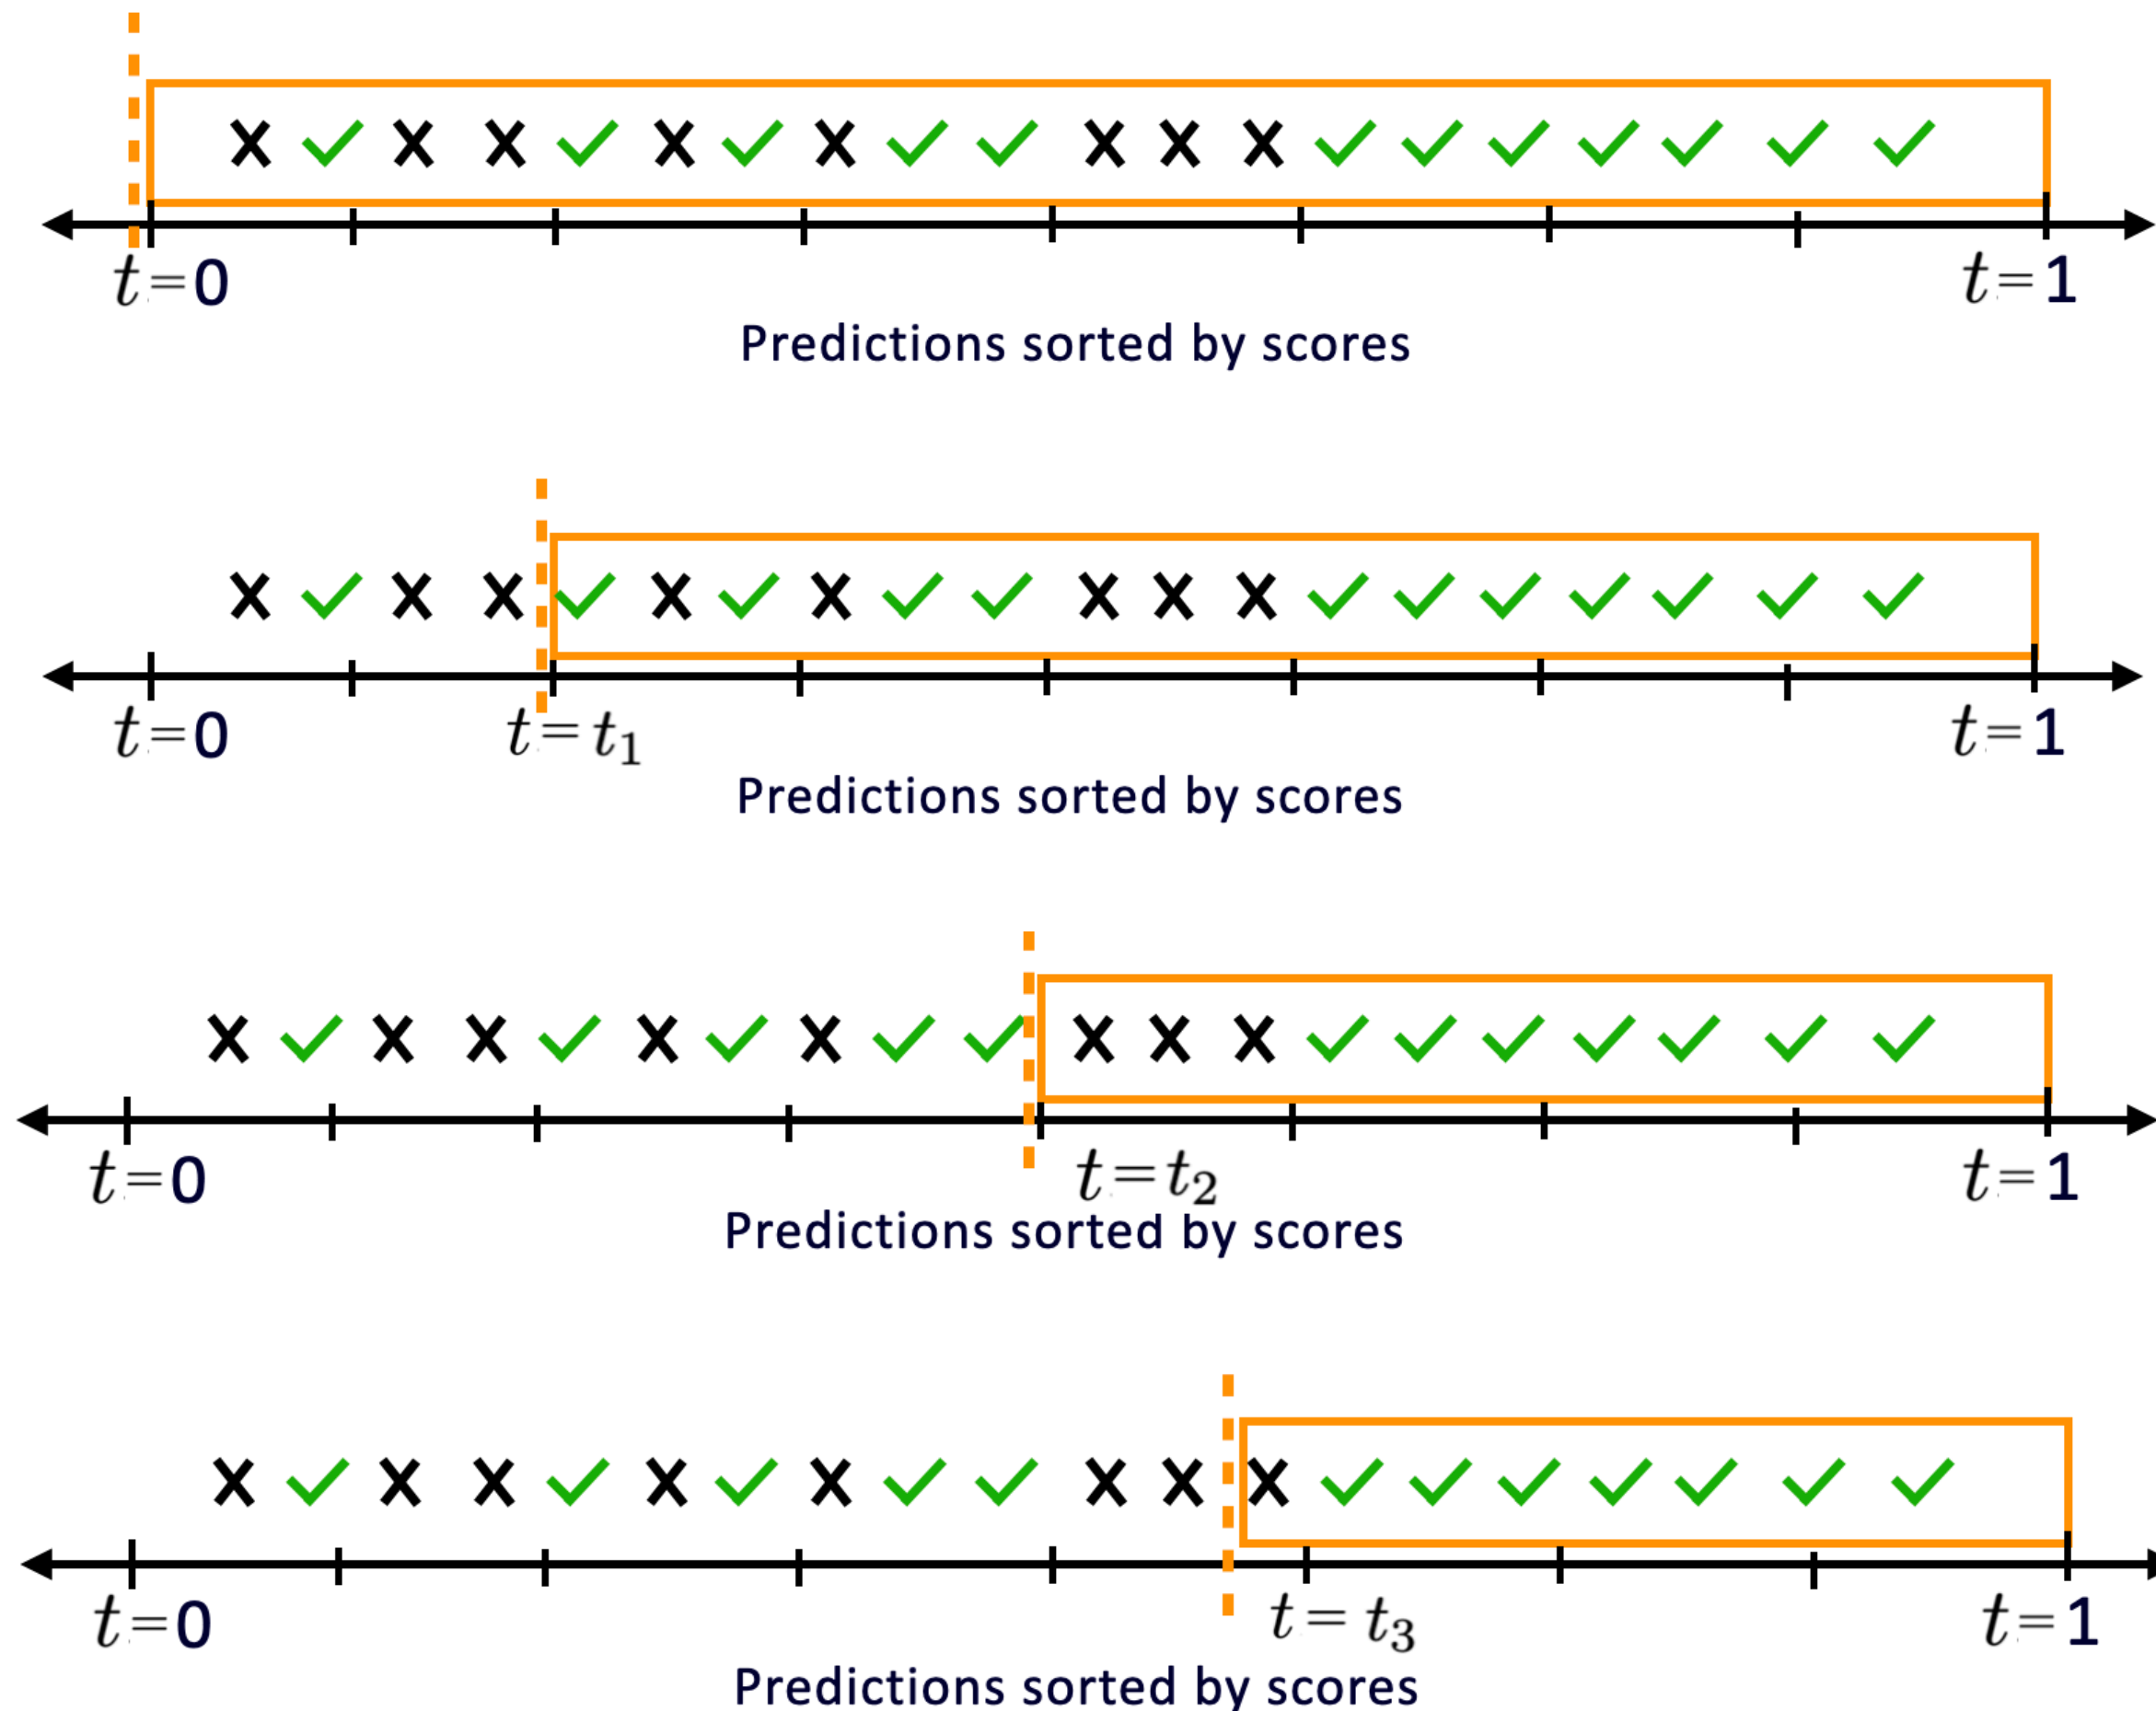 t = 0 t = 1
Predictions sorted by scores
t = 0 t = t₁ t = 1
Predictions sorted by scores
t = 0 t = t₂ t = 1
Predictions sorted by scores
t = 0 t = t₃ t = 1
Predictions sorted by scores